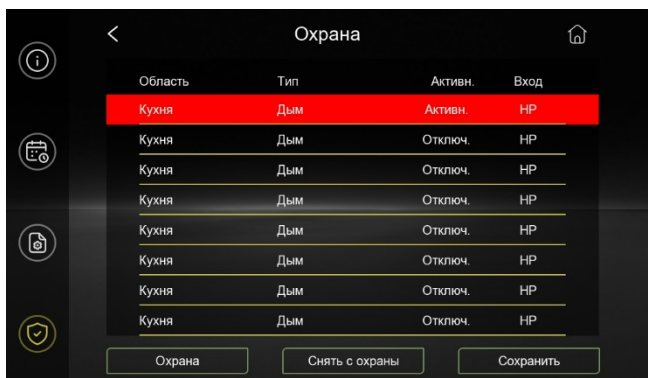 Охрана
Область Тип Активн. Вход
Кухня Дым Активн. НР
Кухня Дым Отключ. НР
Кухня Дым Отключ. НР
Кухня Дым Отключ. НР
Кухня Дым Отключ. НР
Кухня Дым Отключ. НР
Кухня Дым Отключ. НР
Кухня Дым Отключ. НР
Охрана Снять с охраны Сохранить